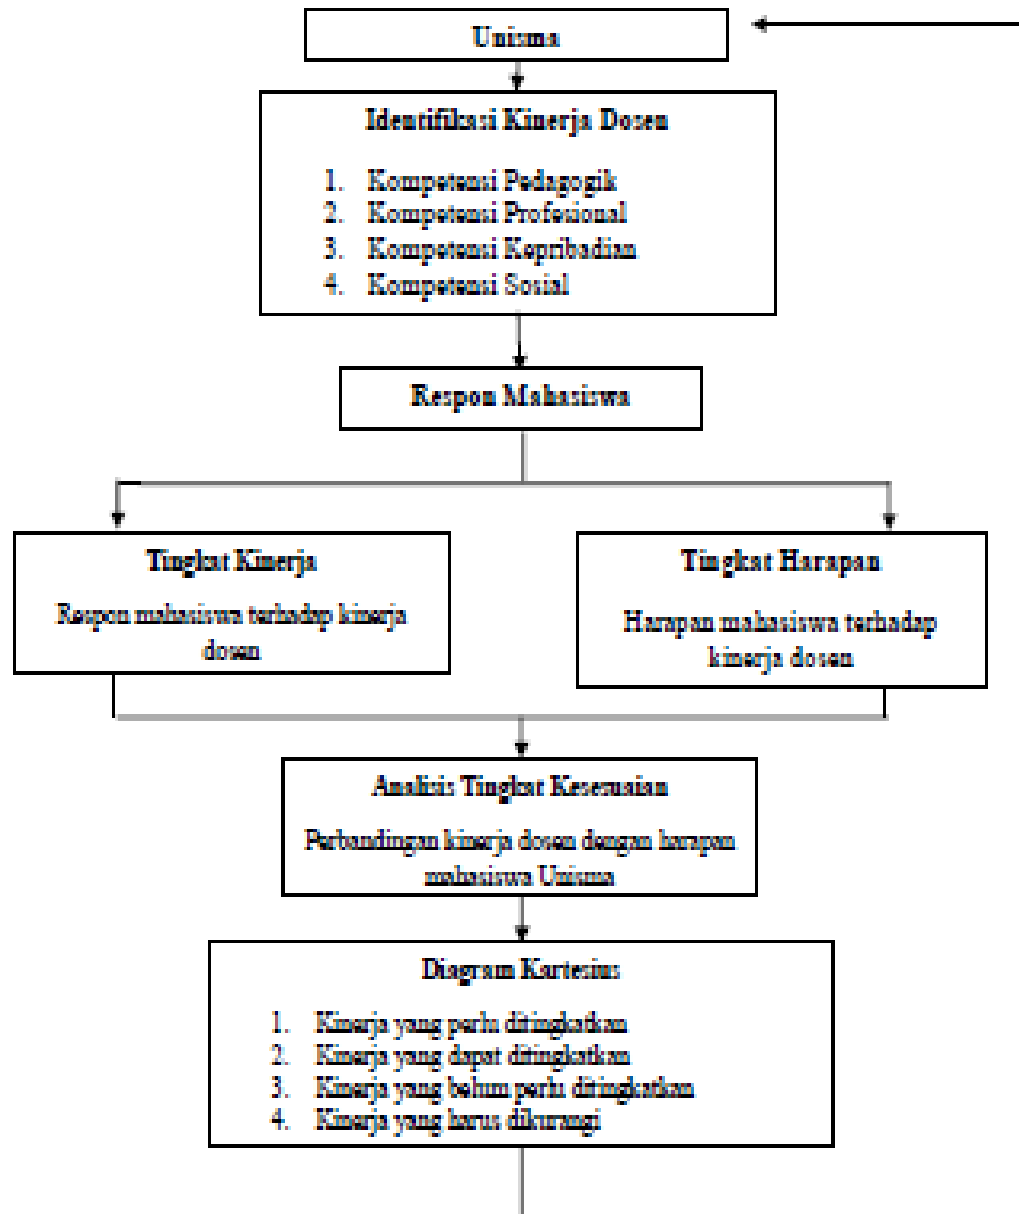 Unisma
Identifikasi Kinerja Dosen
1. Kompetensi Pedagogik
2. Kompetensi Profesional
3. Kompetensi Kepribadian
4. Kompetensi Sosial
Respon Mahasiswa
Tingkat Kinerja
Respon mahasiswa terhadap kinerja
dosen
Tingkat Harapan
Harapan mahasiswa terhadap
kinerja dosen
Analisis Tingkat Kesesuaian
Perbandingan kinerja dosen dengan harapan
mahasiswa Unisma
Diagram Kartesius
1. Kinerja yang perlu ditingkatkan
2. Kinerja yang dapat ditingkatkan
3. Kinerja yang belum perlu ditingkatkan
4. Kinerja yang harus dikurangi